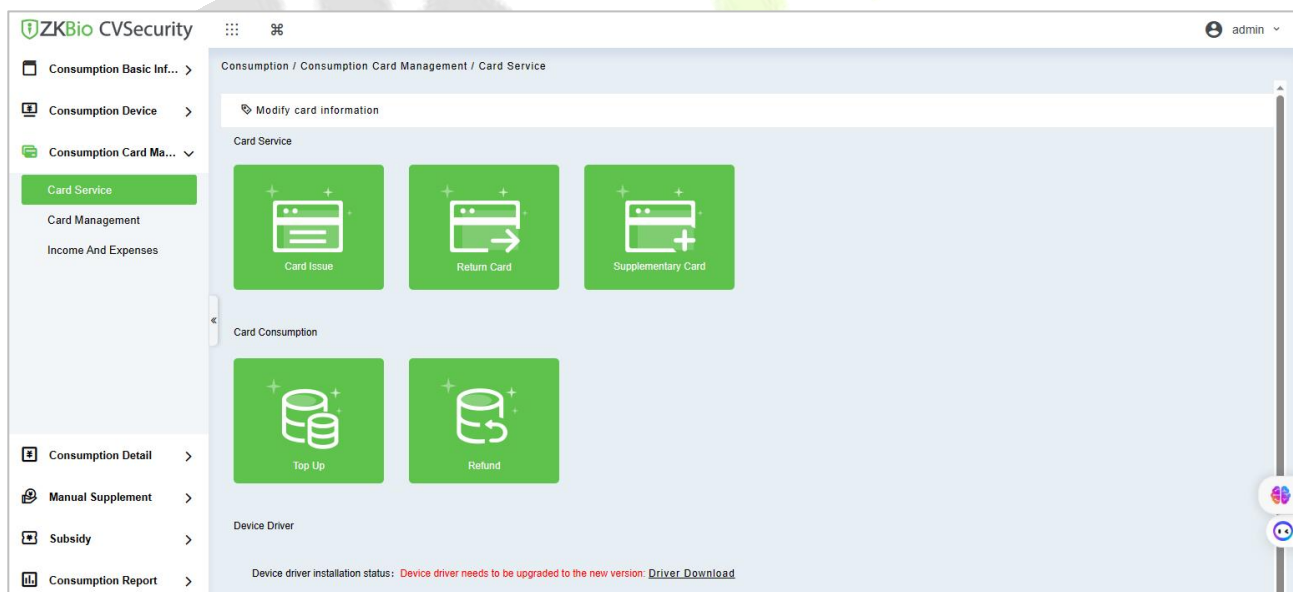 ZKBio CVSecurity
admin
Consumption Basic Inf...
Consumption Device
Consumption Card Ma...
Card Service
Card Management
Income And Expenses
Consumption Detail
Manual Supplement
Subsidy
Consumption Report
Consumption / Consumption Card Management / Card Service
Modify card information
Card Service
Card Issue
Return Card
Supplementary Card
Card Consumption
Top Up
Refund
Device Driver
Device driver installation status: Device driver needs to be upgraded to the new version: Driver Download